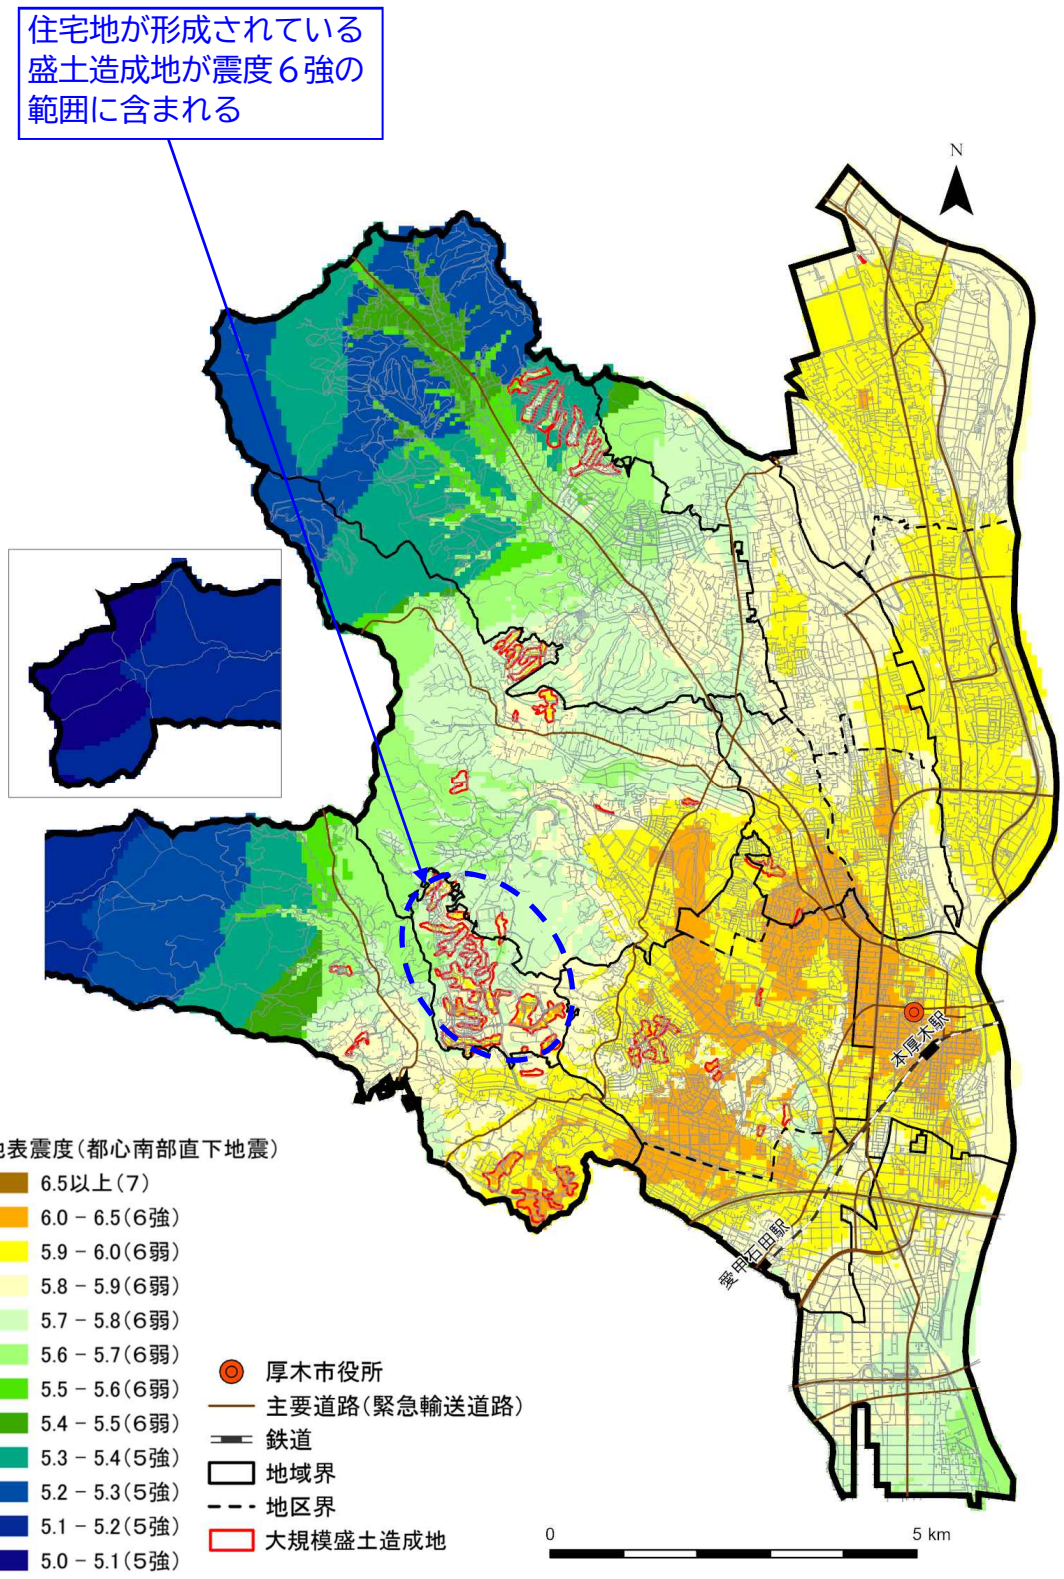 住宅地が形成されている
盛土造成地が震度６強の
範囲に含まれる
N
本厚木駅
愛甲石田駅
表震度(都心南部直下地震)
6.5以上(7)
6.0 － 6.5(6強)
5.9 － 6.0(6弱)
5.8 － 5.9(6弱)
5.7 － 5.8(6弱)
5.6 － 5.7(6弱)
5.5 － 5.6(6弱)
5.4 － 5.5(6弱)
5.3 － 5.4(5強)
5.2 － 5.3(5強)
5.1 － 5.2(5強)
5.0 － 5.1(5強)
厚木市役所
主要道路(緊急輸送道路)
鉄道
地域界
地区界
大規模盛土造成地
0 5 km